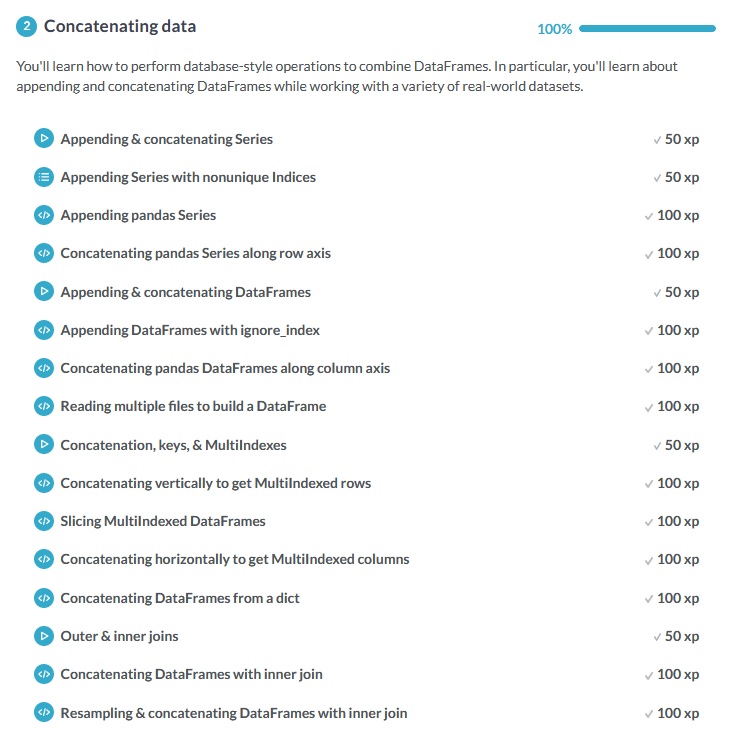 2 Concatenating data 100%
You'll learn how to perform database-style operations to combine DataFrames. In particular, you'll learn about
appending and concatenating DataFrames while working with a variety of real-world datasets.
Appending & concatenating Series 50 xp
Appending Series with nonunique Indices 50 xp
Appending pandas Series 100 xp
Concatenating pandas Series along row axis 100 xp
Appending & concatenating DataFrames 50 xp
Appending DataFrames with ignore_index 100 xp
Concatenating pandas DataFrames along column axis 100 xp
Reading multiple files to build a DataFrame 100 xp
Concatenation, keys, & MultiIndexes 50 xp
Concatenating vertically to get MultiIndexed rows 100 xp
Slicing MultiIndexed DataFrames 100 xp
Concatenating horizontally to get MultiIndexed columns 100 xp
Concatenating DataFrames from a dict 100 xp
Outer & inner joins 50 xp
Concatenating DataFrames with inner join 100 xp
Resampling & concatenating DataFrames with inner join 100 xp